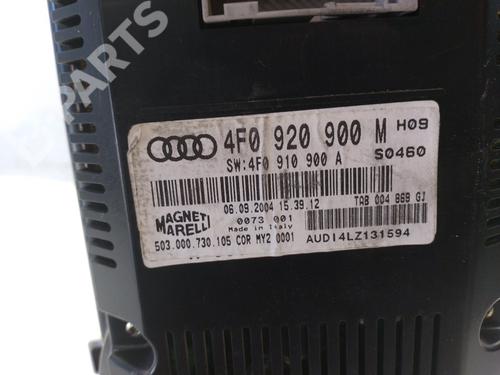 PARTS
4F0 920 900 M H09
SW:4F0 910 900 A S0460
06.09.2004 15.39.12 TAB 004 869 GJ
MAGNETI MARELLI
0073 001
Made in Italy
503.000.730.105 COR MY2 0001 AUDI4LZ131594